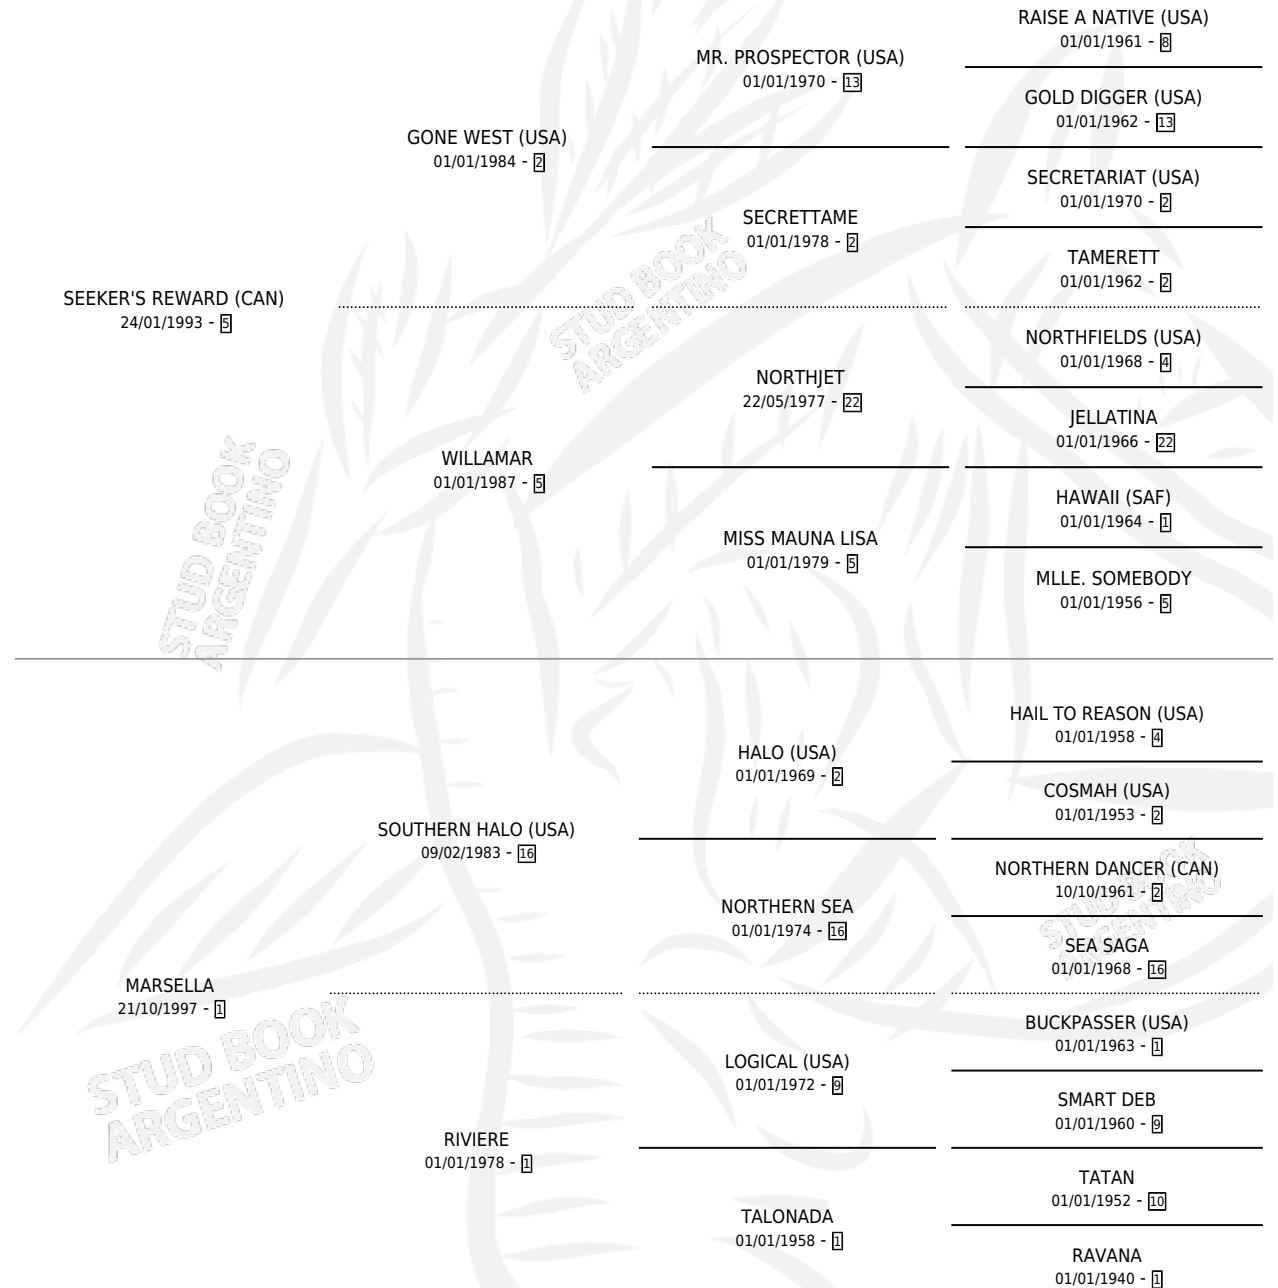 RAISE A NATIVE (USA)
01/01/1961 - 8
MR. PROSPECTOR (USA)
01/01/1970 - 13
GOLD DIGGER (USA)
01/01/1962 - 13
GONE WEST (USA)
01/01/1984 - 2
SECRETARIAT (USA)
01/01/1970 - 2
SECRETTAME
01/01/1978 - 2
TAMERETT
01/01/1962 - 2
SEEKER'S REWARD (CAN)
24/01/1993 - 5
NORTHFIELDS (USA)
01/01/1968 - 4
NORTHJET
22/05/1977 - 22
JELLATINA
01/01/1966 - 22
WILLAMAR
01/01/1987 - 5
HAWAII (SAF)
01/01/1964 - 1
MISS MAUNA LISA
01/01/1979 - 5
MLLE. SOMEBODY
01/01/1956 - 5
HAIL TO REASON (USA)
01/01/1958 - 4
HALO (USA)
01/01/1969 - 2
COSMAH (USA)
01/01/1953 - 2
SOUTHERN HALO (USA)
09/02/1983 - 16
NORTHERN DANCER (CAN)
10/10/1961 - 2
NORTHERN SEA
01/01/1974 - 16
SEA SAGA
01/01/1968 - 16
MARSELLA
21/10/1997 - 1
BUCKPASSER (USA)
01/01/1963 - 1
LOGICAL (USA)
01/01/1972 - 9
SMART DEB
01/01/1960 - 9
RIVIERE
01/01/1978 - 1
TATAN
01/01/1952 - 10
TALONADA
01/01/1958 - 1
RAVANA
01/01/1940 - 1
STUD BOOK
ARGENTINO
STUD BOOK
ARGENTINO
STUD BOOK
ARGENTINO
STUD BOOK
ARGENTINO